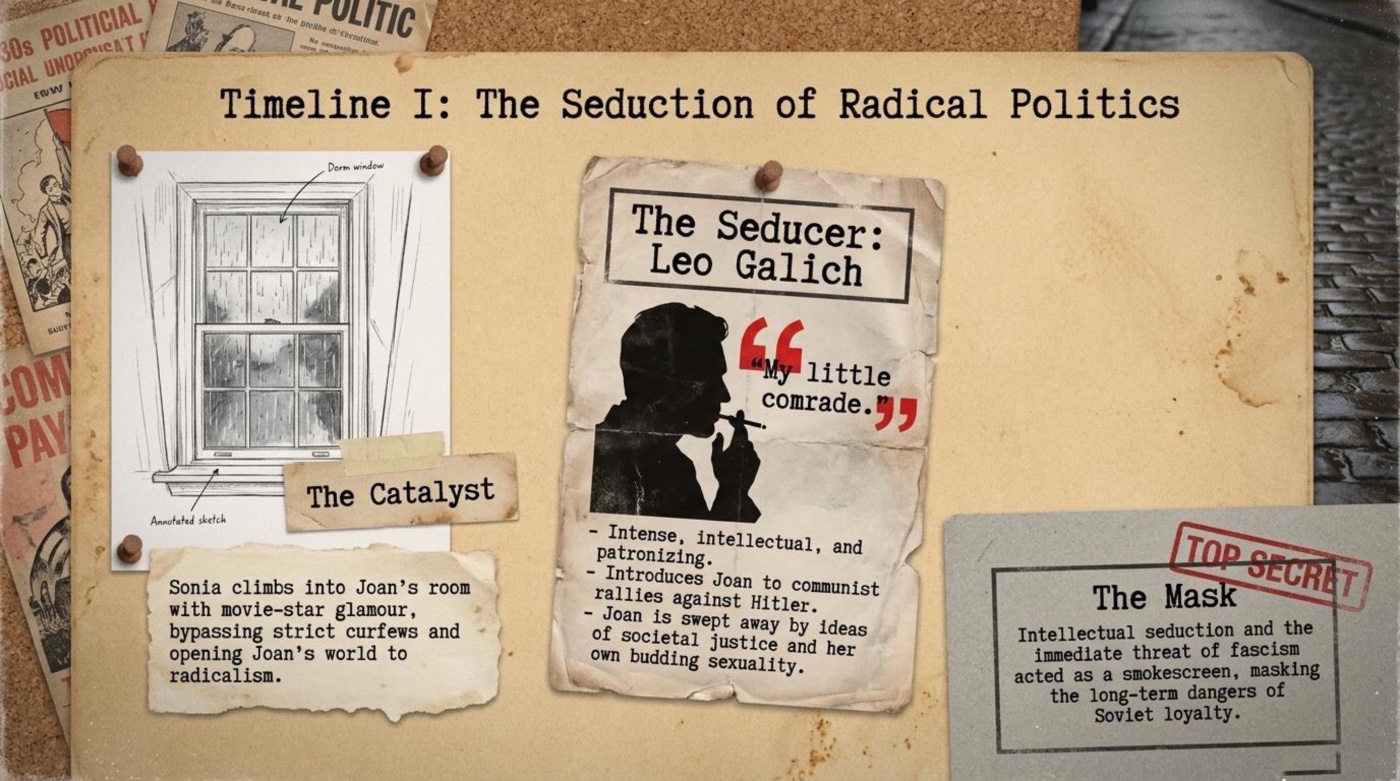 30s POLITICAL
POLITIC
Timeline I: The Seduction of Radical Politics
Dorm window
Annotated sketch
The Catalyst
Sonia climbs into Joan's room
with movie-star glamour,
bypassing strict curfews and
opening Joan's world to
radicalism.
The Seducer:
Leo Galich
❝
"My little
comrade."
❞
- Intense, intellectual, and
patronizing.
- Introduces Joan to communist
rallies against Hitler.
- Joan is swept away by ideas
of societal justice and her
own budding sexuality.
TOP SECRET
The Mask
Intellectual seduction and the
immediate threat of fascism
acted as a smokescreen, masking
the long-term dangers of
Soviet loyalty.
COM
PAY